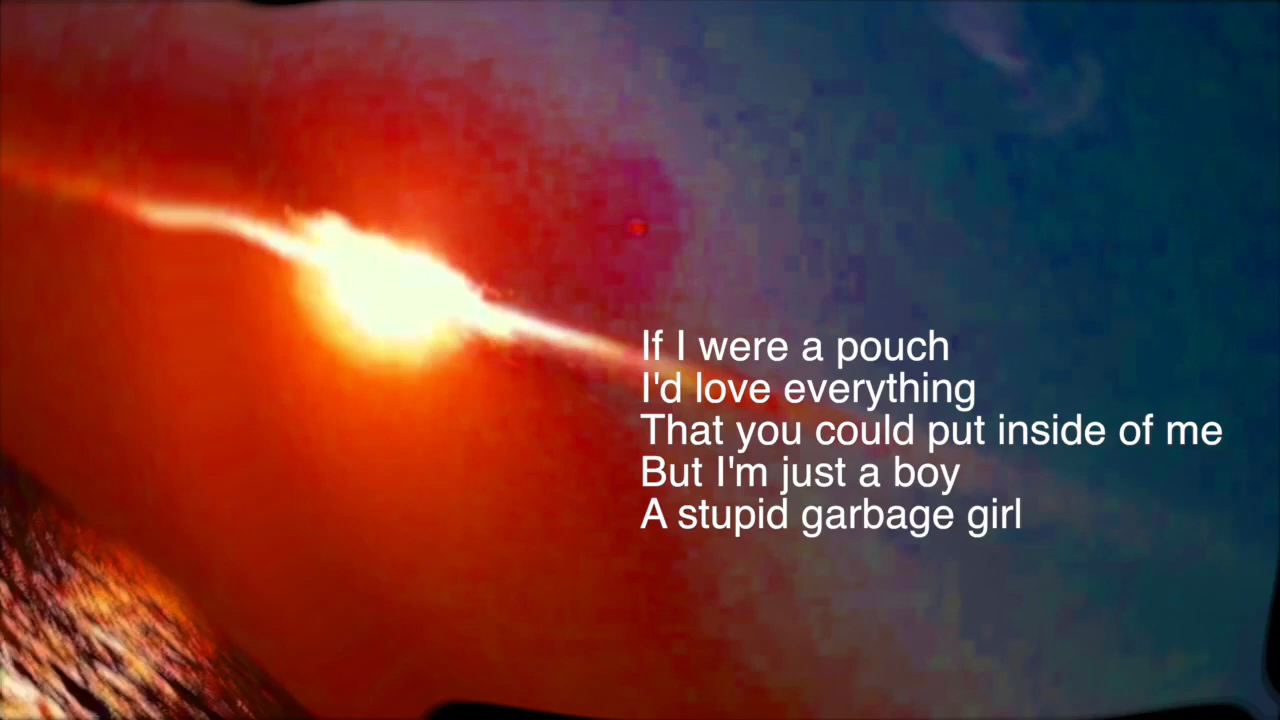 If I were a pouch
I'd love everything
That you could put inside of me
But I'm just a boy
A stupid garbage girl